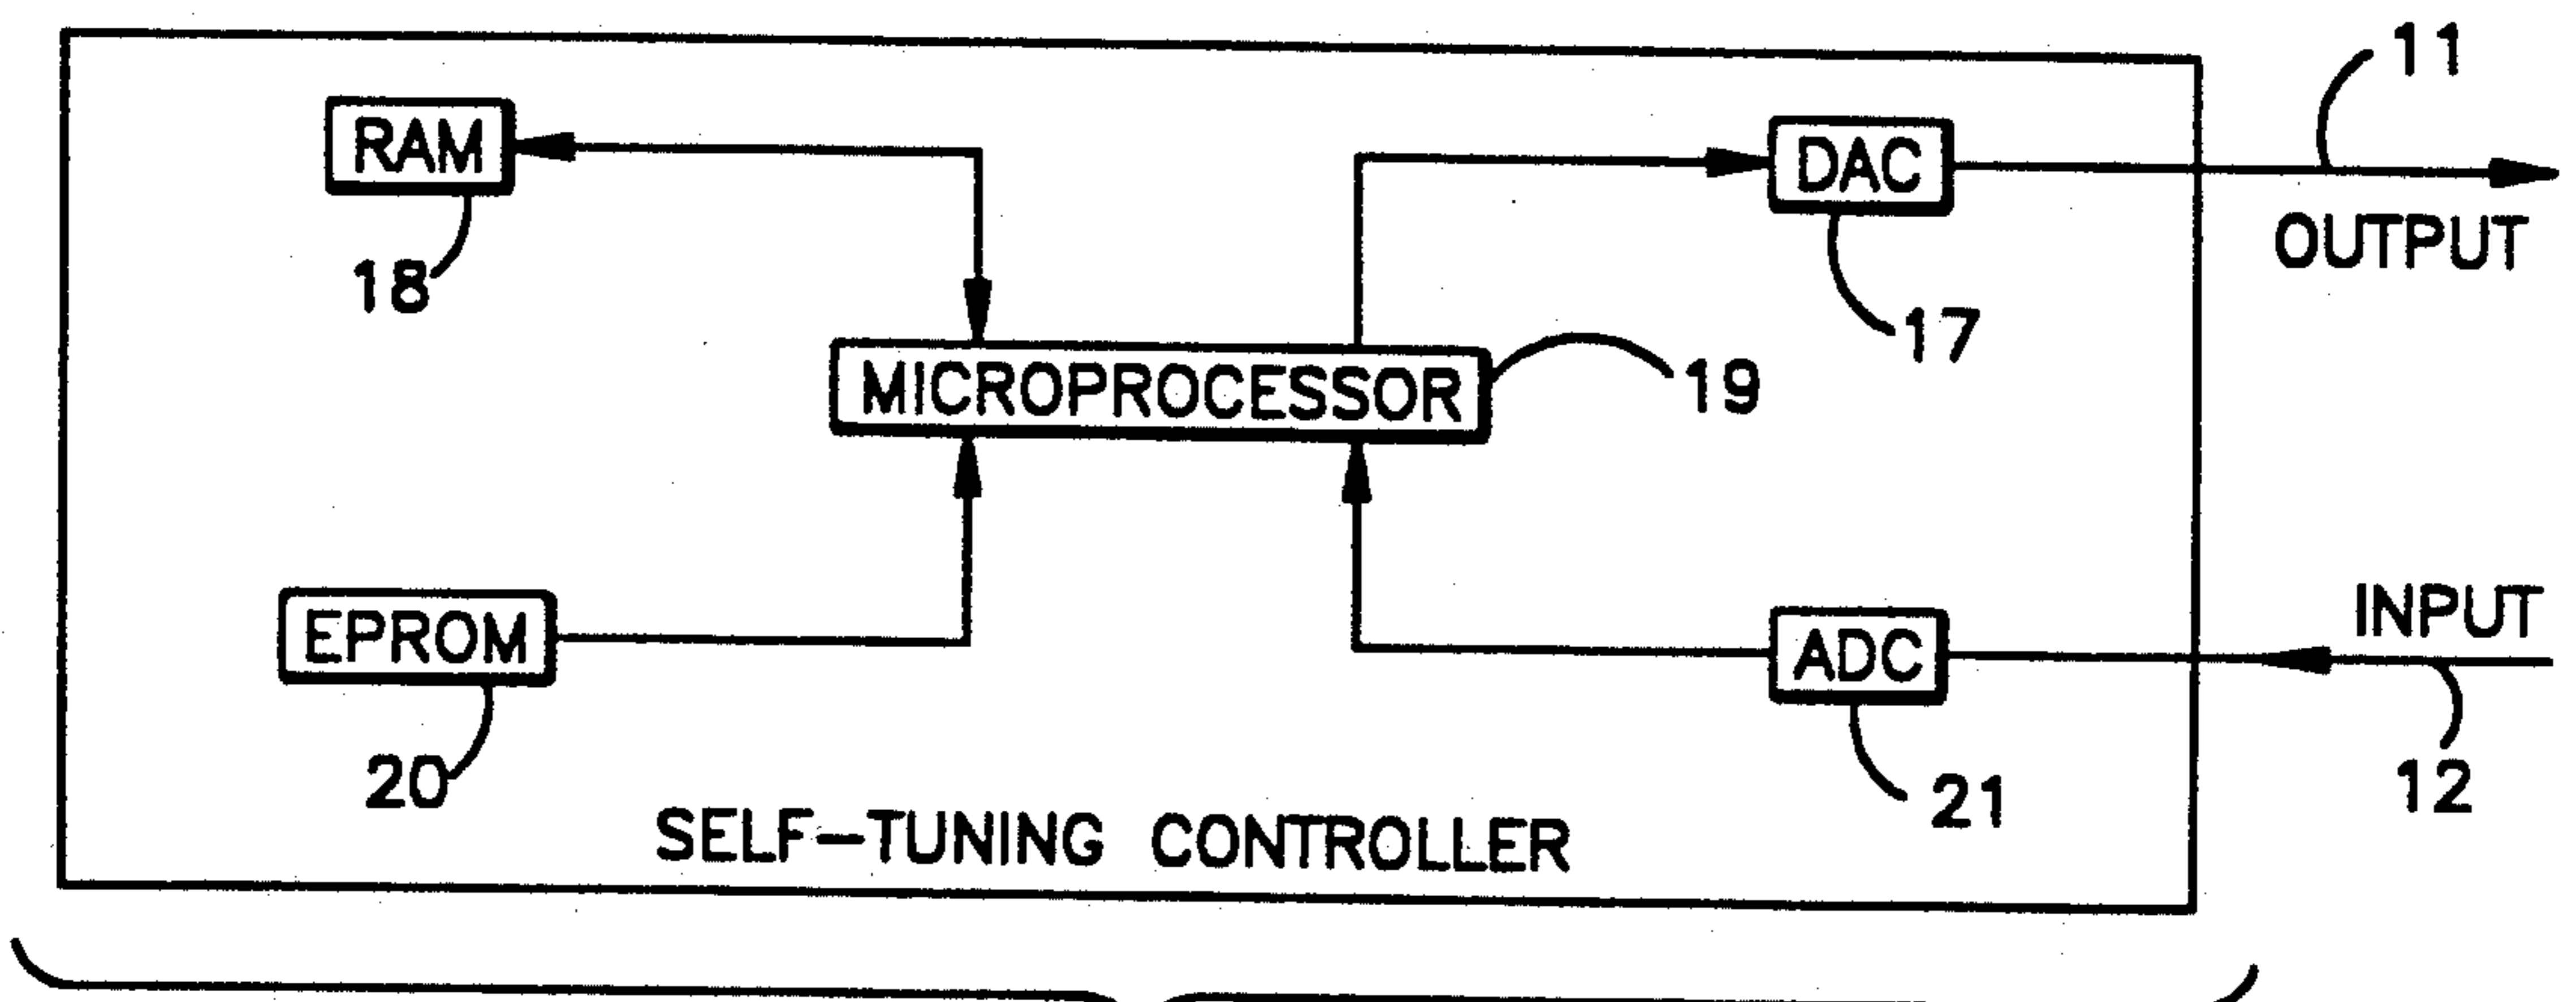 11
RAM
DAC
OUTPUT
18
17
MICROPROCESSOR
19
INPUT
EPROM
ADC
20
21
12
SELF-TUNING CONTROLLER